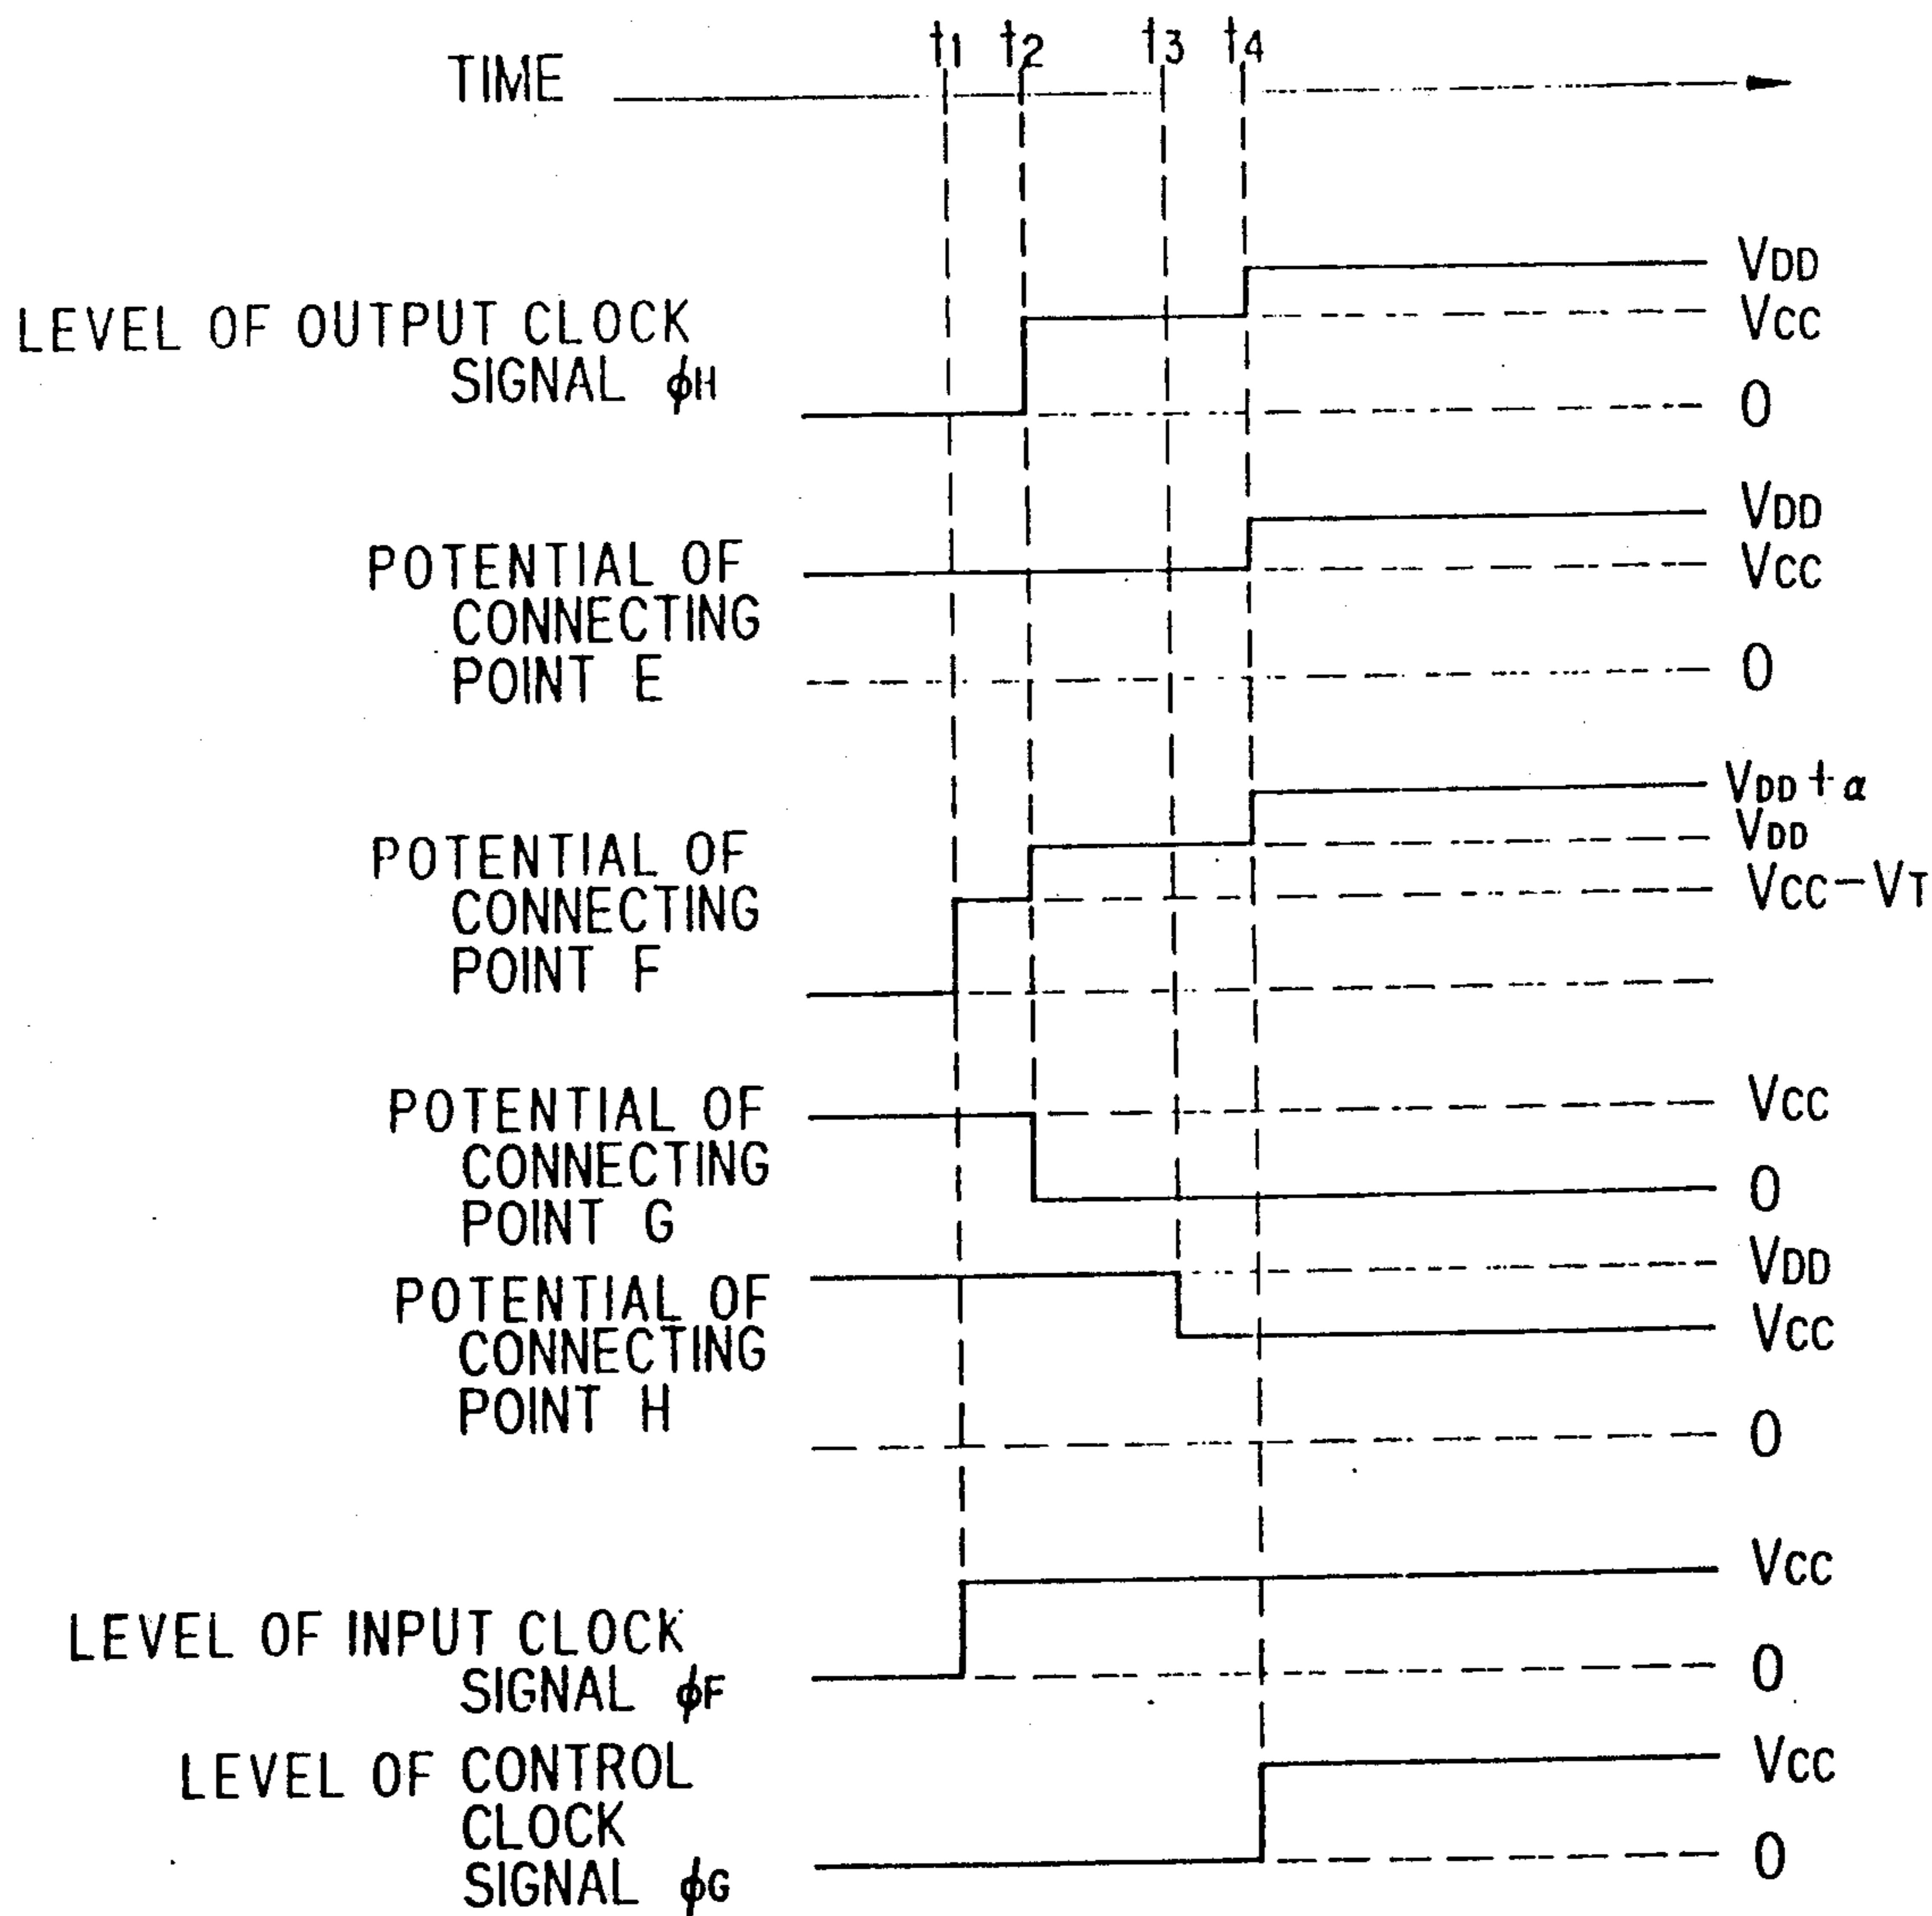 t1 t2 t3 t4
TIME
VDD
LEVEL OF OUTPUT CLOCK
VCC
SIGNAL ϕH
0
VDD
POTENTIAL OF
VCC
CONNECTING
POINT E
0
VDD+α
POTENTIAL OF
VDD
CONNECTING
VCC-VT
POINT F
POTENTIAL OF
VCC
CONNECTING
0
POINT G
VDD
POTENTIAL OF
VCC
CONNECTING
POINT H
0
VCC
LEVEL OF INPUT CLOCK
SIGNAL ϕF
0
LEVEL OF CONTROL
VCC
CLOCK
SIGNAL ϕG
0